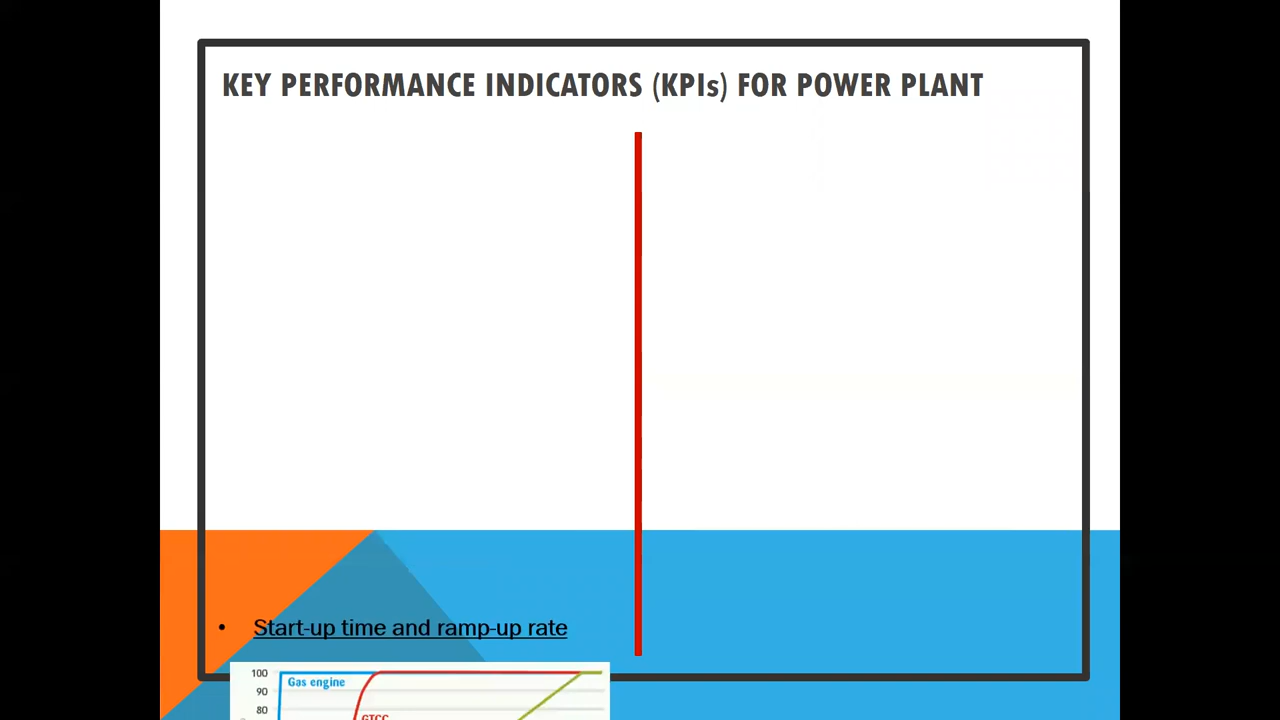 KEY PERFORMANCE INDICATORS (KPIs) FOR POWER PLANT
• Start-up time and ramp-up rate
100
Gas engine
90
80
GTCC